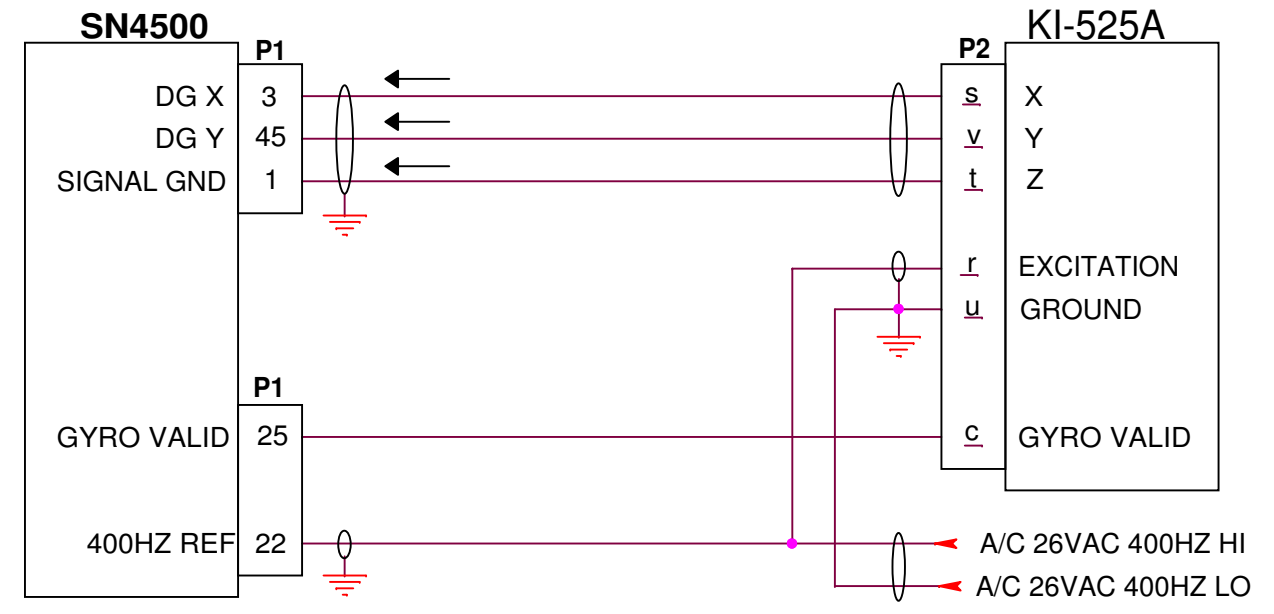 SN4500 KI-525A
P1 P2
DG X 3 s X
DG Y 45 v Y
SIGNAL GND 1 t Z
r EXCITATION
u GROUND
P1
GYRO VALID 25 c GYRO VALID
400HZ REF 22 A/C 26VAC 400HZ HI
A/C 26VAC 400HZ LO